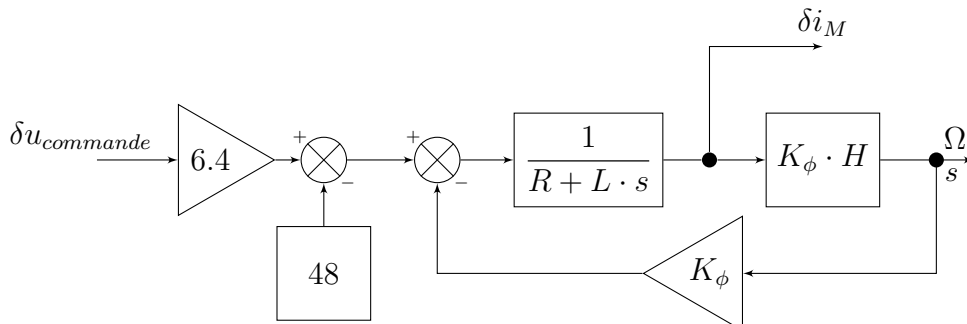 δi_M
δu_commande
6.4
+
−
+
−
1
R + L · s
K_ϕ · H
Ω
s
48
K_ϕ